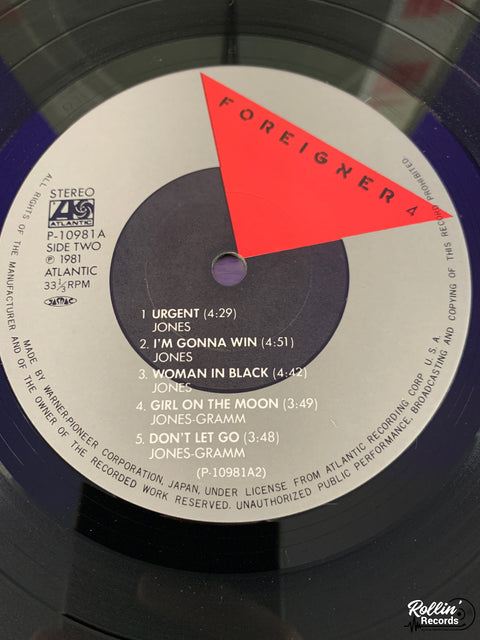 FOREIGNER 4
STEREO
ATLANTIC
P-10981A
SIDE TWO
℗ 1981
ATLANTIC
33⅓RPM
JASRAC
1 URGENT (4:29)
JONES
2. I'M GONNA WIN (4:51)
JONES
3. WOMAN IN BLACK (4:42)
JONES
4. GIRL ON THE MOON (3:49)
JONES-GRAMM
5. DON'T LET GO (3:48)
JONES-GRAMM
(P-10981A2)
MADE BY WARNER-PIONEER CORPORATION, JAPAN, UNDER LICENSE FROM ATLANTIC RECORDING CORP. U.S.A.
ALL RIGHTS OF THE MANUFACTURER AND OF THE OWNER OF THE RECORDED WORK RESERVED. UNAUTHORIZED PUBLIC PERFORMANCE, BROADCASTING AND COPYING OF THIS RECORD PROHIBITED.
Rollin'
Records